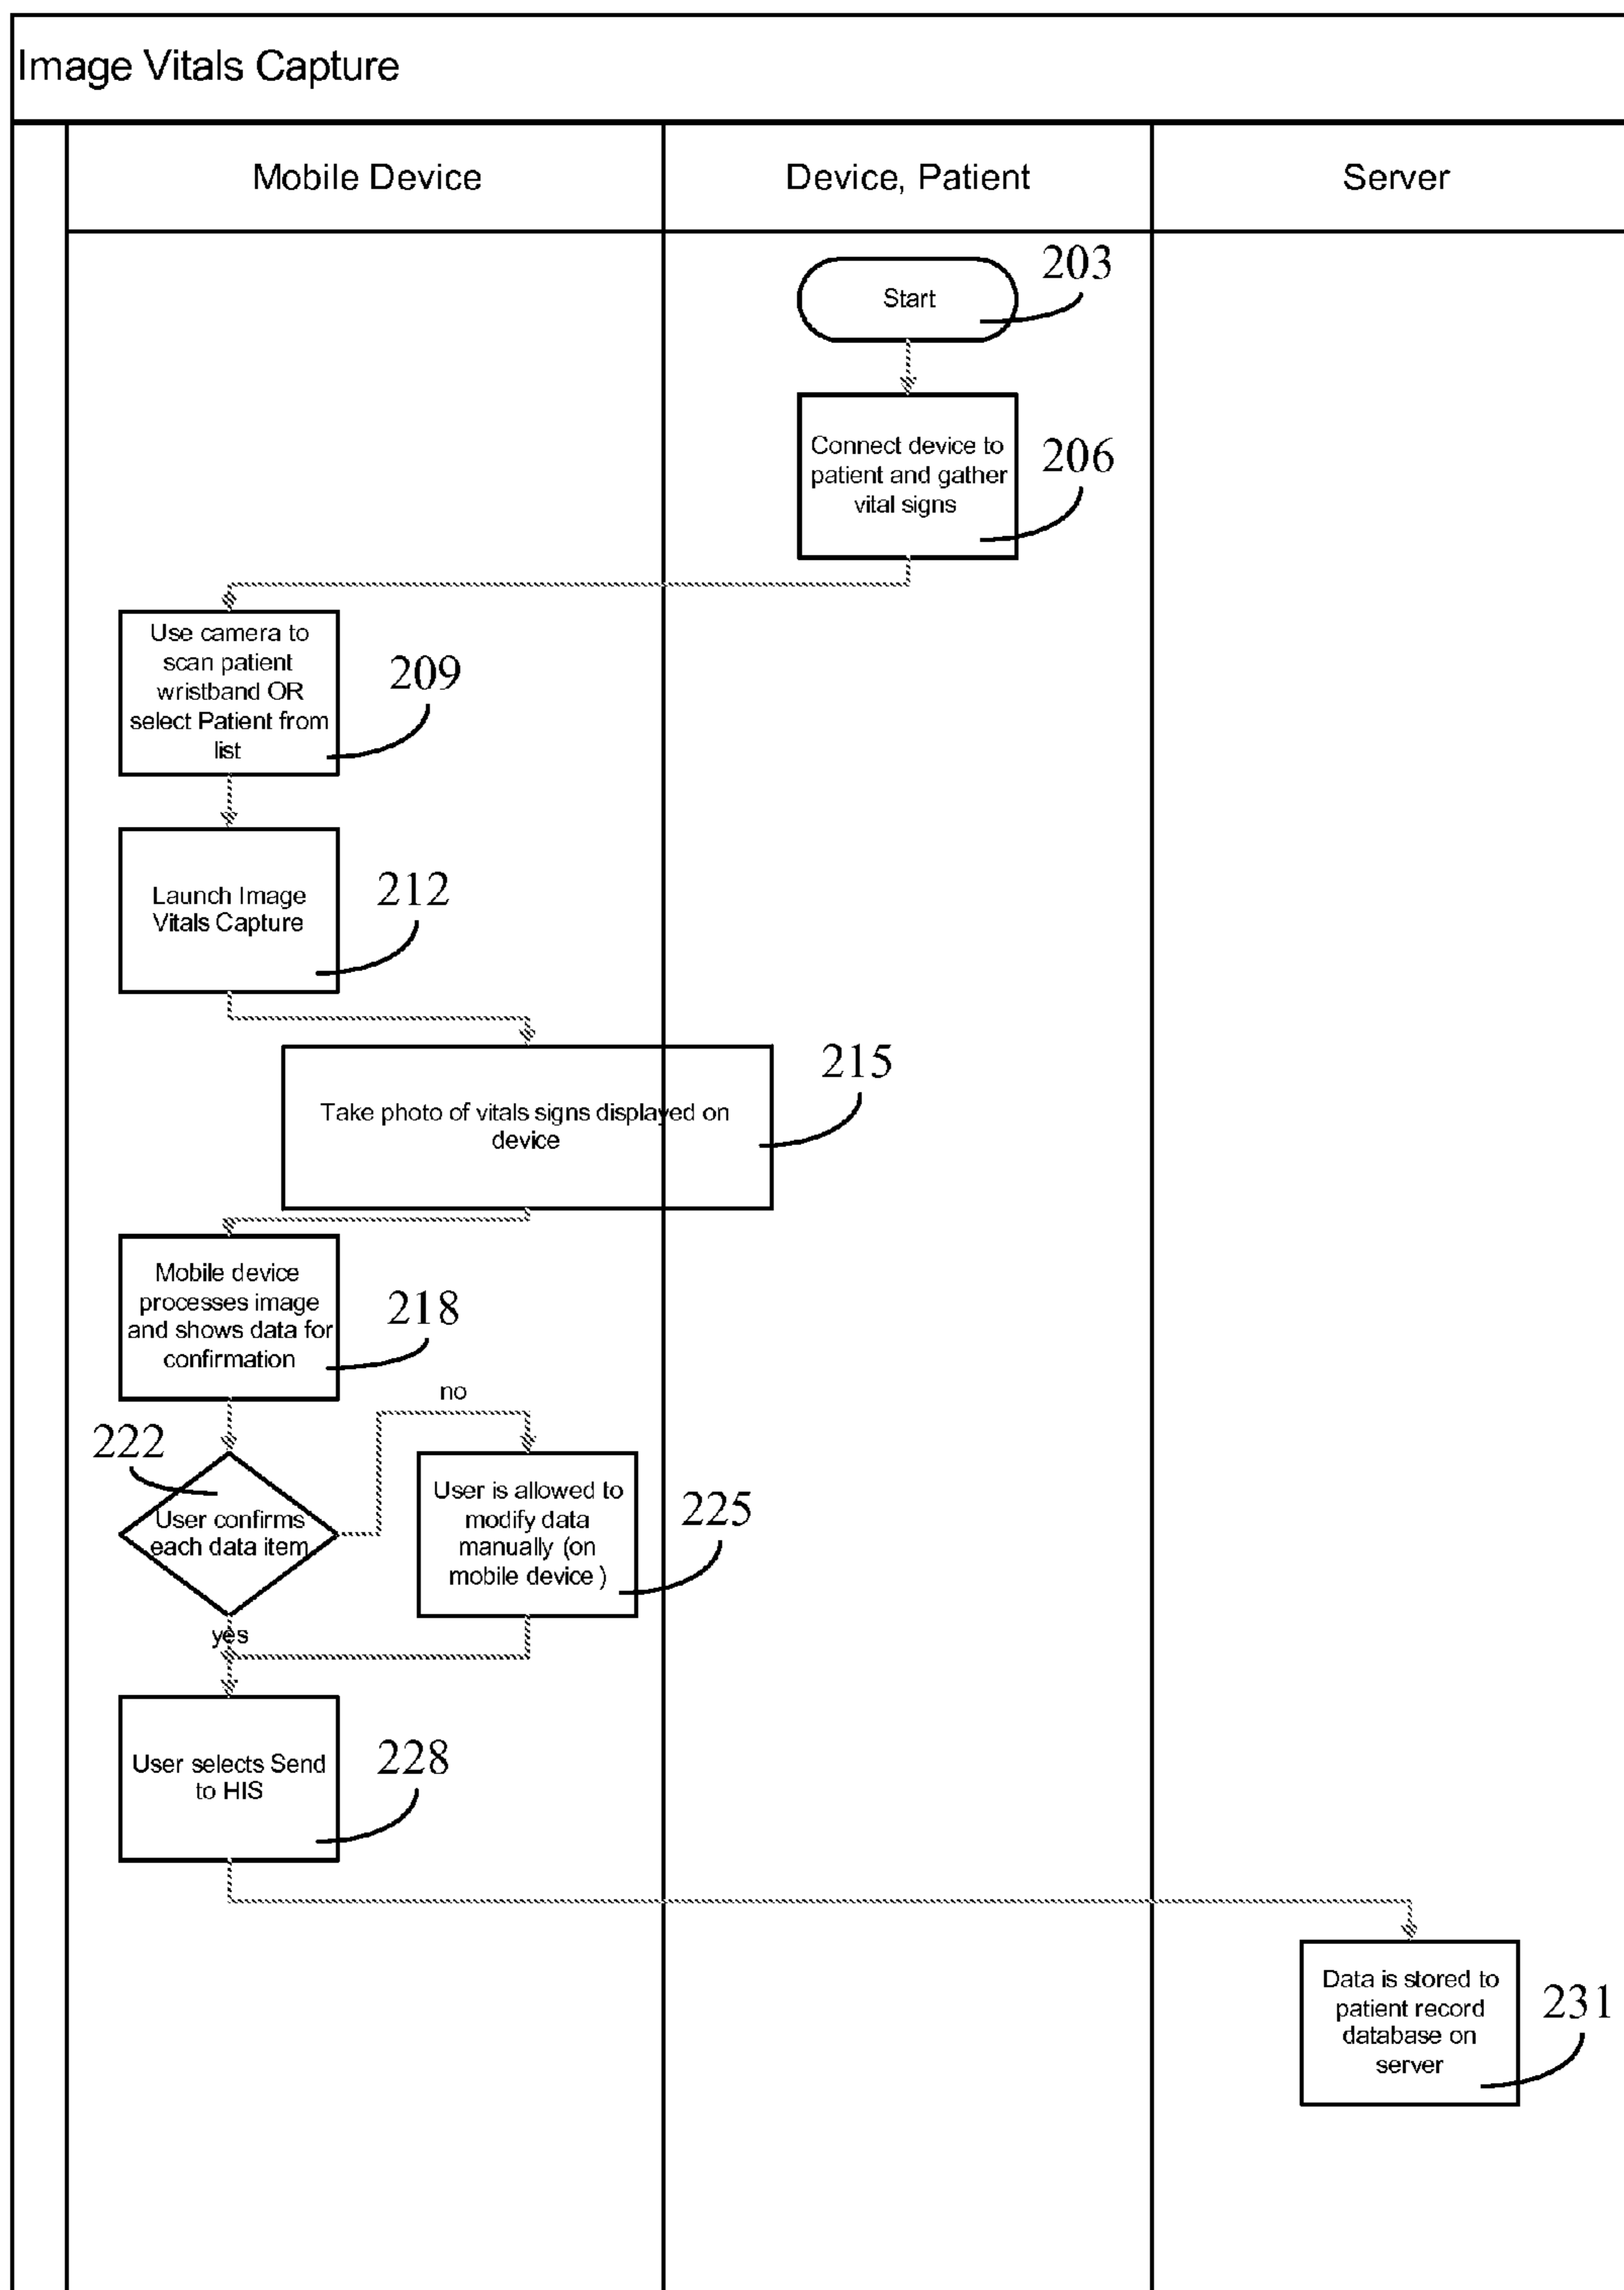 Image Vitals Capture
Mobile Device
Device, Patient
Server
Start
203
Connect device to
patient and gather
vital signs
206
Use camera to
scan patient
wristband OR
select Patient from
list
209
Launch Image
Vitals Capture
212
Take photo of vitals signs displayed on
device
215
Mobile device
processes image
and shows data for
confirmation
218
no
222
User confirms
each data item
User is allowed to
modify data
manually (on
mobile device )
225
yes
User selects Send
to HIS
228
Data is stored to
patient record
database on
server
231